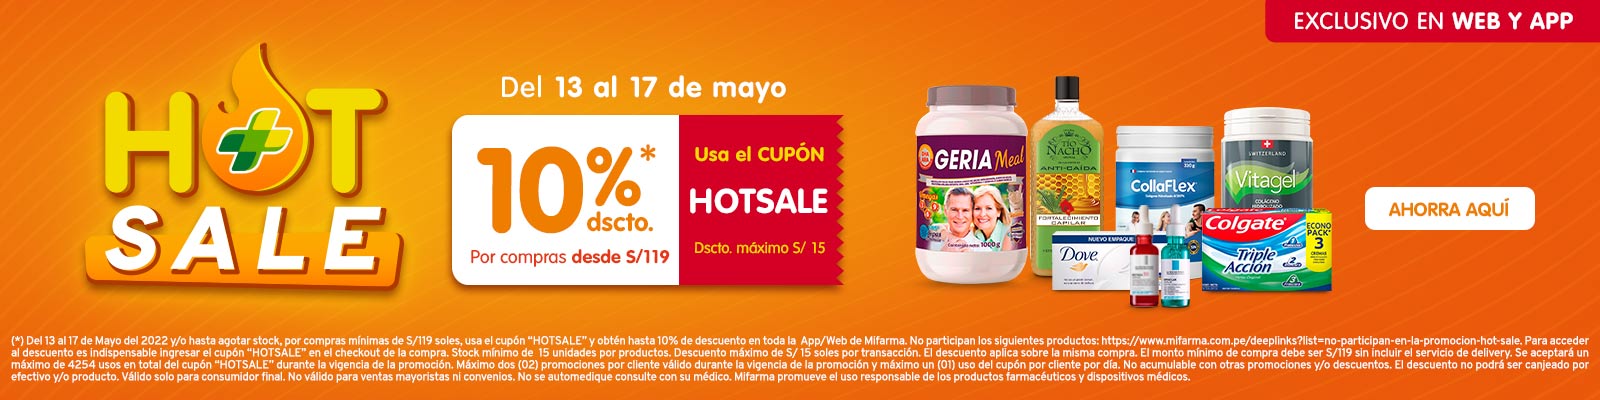 EXCLUSIVO EN WEB Y APP
HOT
SALE
Del 13 al 17 de mayo
10%*
dscto.
Por compras desde S/119
Usa el CUPÓN
HOTSALE
Dscto. máximo S/ 15
GERIA Meal
Contenido neto: 1000 g
TÍO
NACHO
ANTI-CAÍDA
FORTALECIMIENTO
CAPILAR
330 g
CollaFlex
SWITZERLAND
Vitagel
COLÁGENO
HIDROLIZADO
NUEVO EMPAQUE
Dove
Colgate
Triple
Acción
ECONO
PACK
3
AHORRA AQUÍ
(*) Del 13 al 17 de Mayo del 2022 y/o hasta agotar stock, por compras mínimas de S/119 soles, usa el cupón “HOTSALE” y obtén hasta 10% de descuento en toda la App/Web de Mifarma. No participan los siguientes productos: https://www.mifarma.com.pe/deeplinks?list=no-participan-en-la-promocion-hot-sale. Para acceder
al descuento es indispensable ingresar el cupón “HOTSALE” en el checkout de la compra. Stock mínimo de 15 unidades por productos. Descuento máximo de S/ 15 soles por transacción. El descuento aplica sobre la misma compra. El monto mínimo de compra debe ser S/119 sin incluir el servicio de delivery. Se aceptará un
máximo de 4254 usos en total del cupón “HOTSALE” durante la vigencia de la promoción. Máximo dos (02) promociones por cliente válido durante la vigencia de la promoción y máximo un (01) uso del cupón por cliente por día. No acumulable con otras promociones y/o descuentos. El descuento no podrá ser canjeado por
efectivo y/o producto. Válido solo para consumidor final. No válido para ventas mayoristas ni convenios. No se automedique consulte con su médico. Mifarma promueve el uso responsable de los productos farmacéuticos y dispositivos médicos.